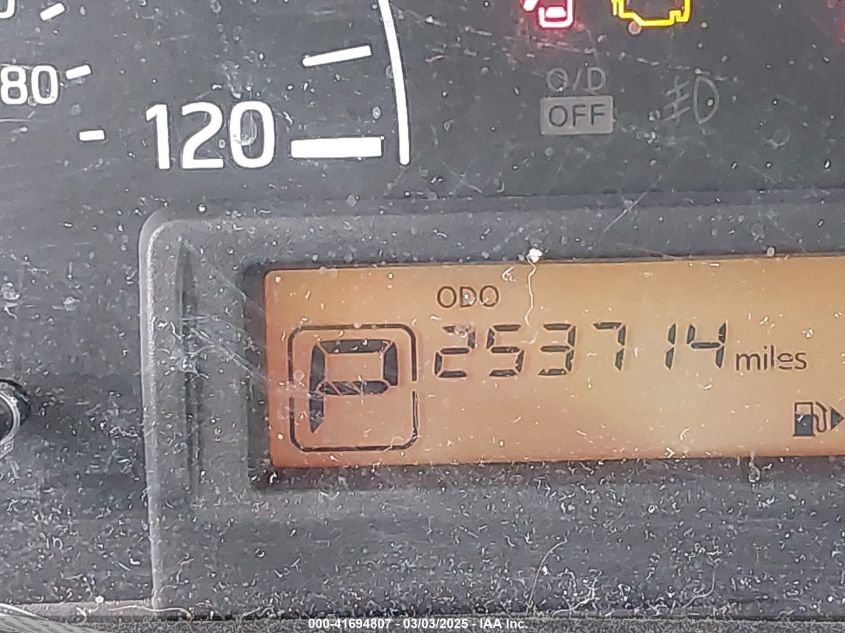 80
120
O/D
OFF
ODO
P
253714 miles
000-41694807 - 03/03/2025 - IAA Inc.